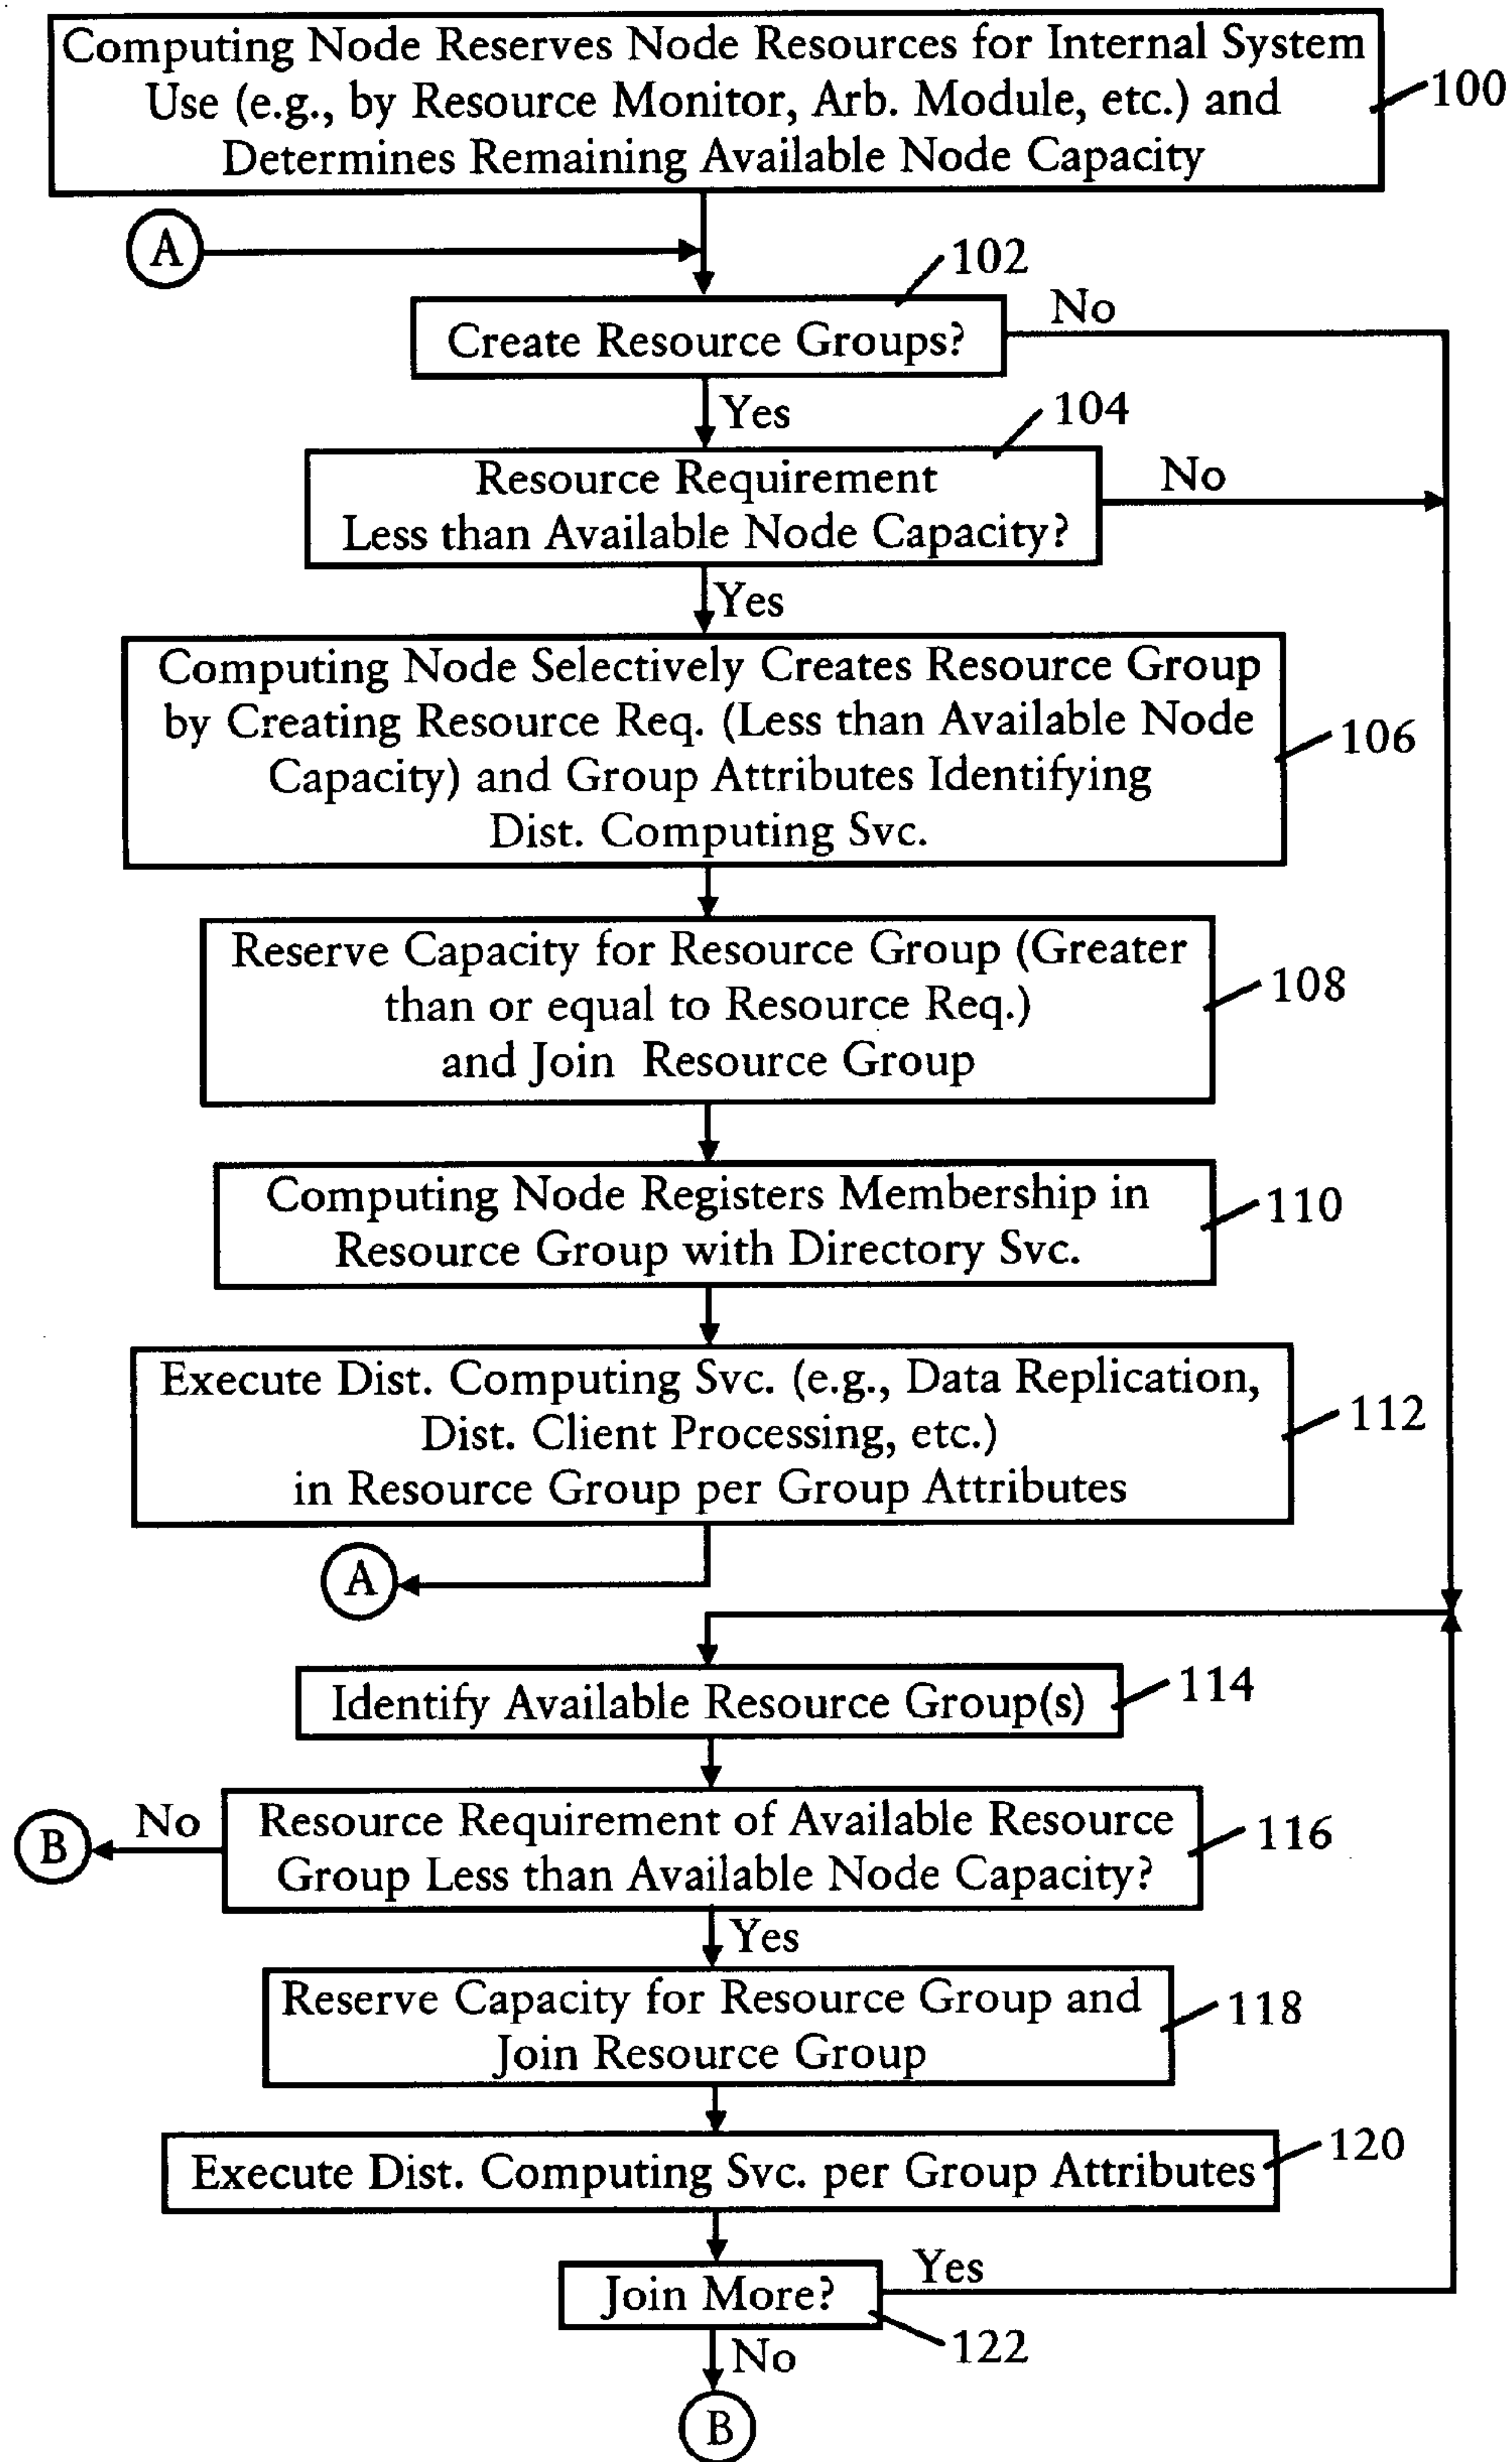 Computing Node Reserves Node Resources for Internal System
Use (e.g., by Resource Monitor, Arb. Module, etc.) and
Determines Remaining Available Node Capacity
100
A
102
Create Resource Groups?
No
Yes
104
Resource Requirement
Less than Available Node Capacity?
No
Yes
Computing Node Selectively Creates Resource Group
by Creating Resource Req. (Less than Available Node
Capacity) and Group Attributes Identifying
Dist. Computing Svc.
106
Reserve Capacity for Resource Group (Greater
than or equal to Resource Req.)
and Join Resource Group
108
Computing Node Registers Membership in
Resource Group with Directory Svc.
110
Execute Dist. Computing Svc. (e.g., Data Replication,
Dist. Client Processing, etc.)
in Resource Group per Group Attributes
112
A
Identify Available Resource Group(s)
114
B
No
Resource Requirement of Available Resource
Group Less than Available Node Capacity?
116
Yes
Reserve Capacity for Resource Group and
Join Resource Group
118
Execute Dist. Computing Svc. per Group Attributes
120
Join More?
Yes
122
No
B